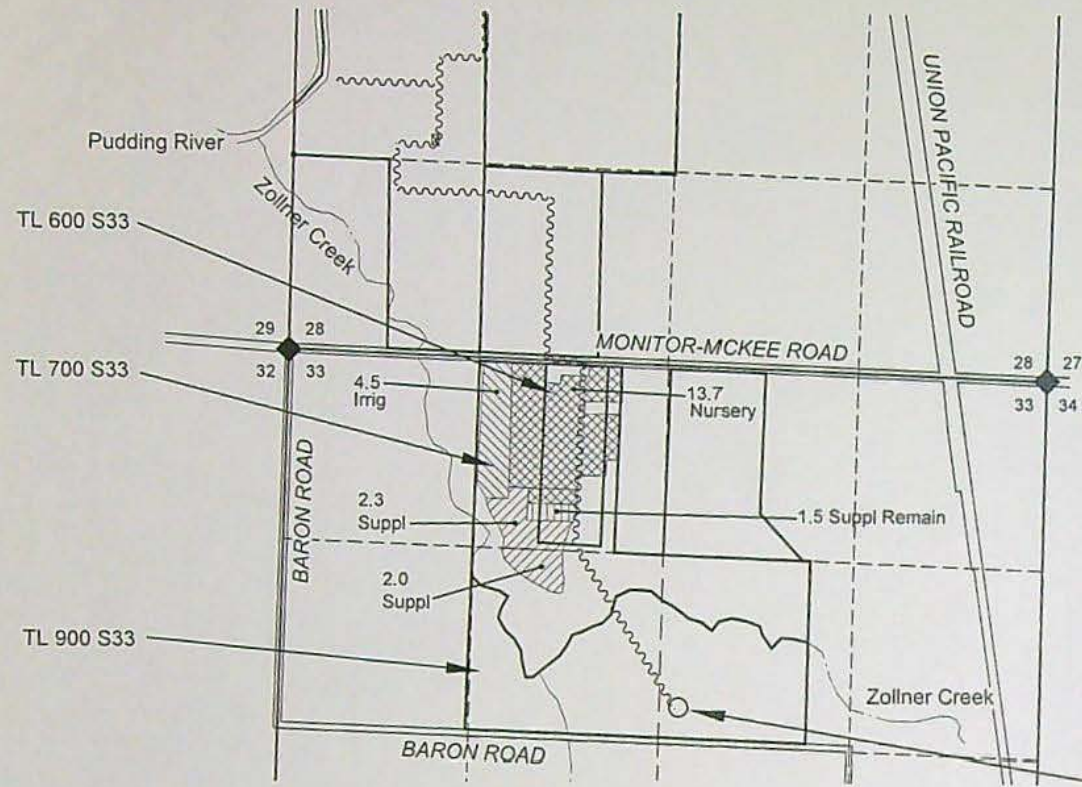 Pudding River
UNION PACIFIC RAILROAD
Zollner Creek
TL 600 S33
29 28
32 33
MONITOR-MCKEE ROAD
28 27
33 34
TL 700 S33
4.5
Irrig
13.7
Nursery
BARON ROAD
2.3
Suppl
1.5 Suppl Remain
2.0
Suppl
TL 900 S33
Zollner Creek
BARON ROAD